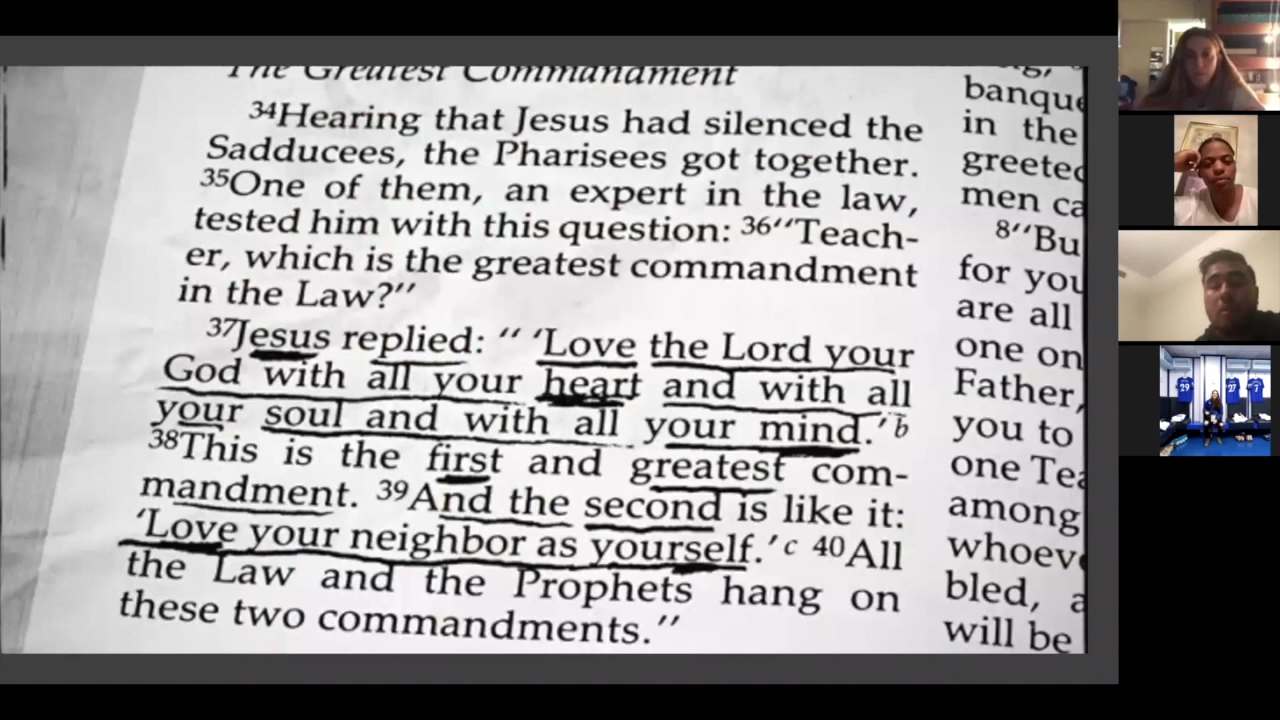 The Greatest Commandment
34Hearing that Jesus had silenced the
Sadducees, the Pharisees got together.
35One of them, an expert in the law,
tested him with this question: 36"Teach-
er, which is the greatest commandment
in the Law?"
37Jesus replied: " 'Love the Lord your
God with all your heart and with all
your soul and with all your mind.'b
38This is the first and greatest com-
mandment. 39And the second is like it:
'Love your neighbor as yourself.'c 40All
the Law and the Prophets hang on
these two commandments."
banque
in the
greeted
men ca
8"Bu
for you
are all
one on
Father,
you to
one Tea
among
whoeve
bled, a
will be
29
27
7